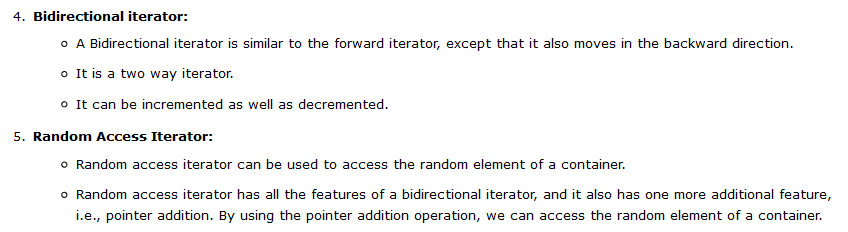 4. Bidirectional iterator:
○ A Bidirectional iterator is similar to the forward iterator, except that it also moves in the backward direction.
○ It is a two way iterator.
○ It can be incremented as well as decremented.
5. Random Access Iterator:
○ Random access iterator can be used to access the random element of a container.
○ Random access iterator has all the features of a bidirectional iterator, and it also has one more additional feature,
i.e., pointer addition. By using the pointer addition operation, we can access the random element of a container.